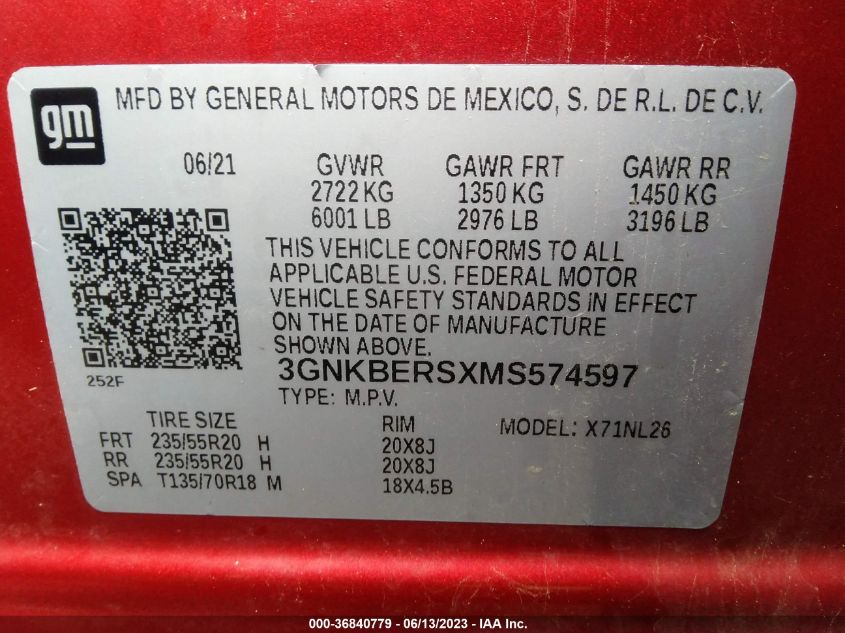 gm
MFD BY GENERAL MOTORS DE MEXICO, S. DE R.L. DE C.V.
06/21 GVWR GAWR FRT GAWR RR
2722 KG 1350 KG 1450 KG
6001 LB 2976 LB 3196 LB
THIS VEHICLE CONFORMS TO ALL
APPLICABLE U.S. FEDERAL MOTOR
VEHICLE SAFETY STANDARDS IN EFFECT
ON THE DATE OF MANUFACTURE
SHOWN ABOVE.
252F
3GNKBERSXMS574597
TYPE: M.P.V.
TIRE SIZE RIM MODEL: X71NL26
FRT 235/55R20 H 20X8J
RR 235/55R20 H 20X8J
SPA T135/70R18 M 18X4.5B
000-36840779 - 06/13/2023 - IAA Inc.